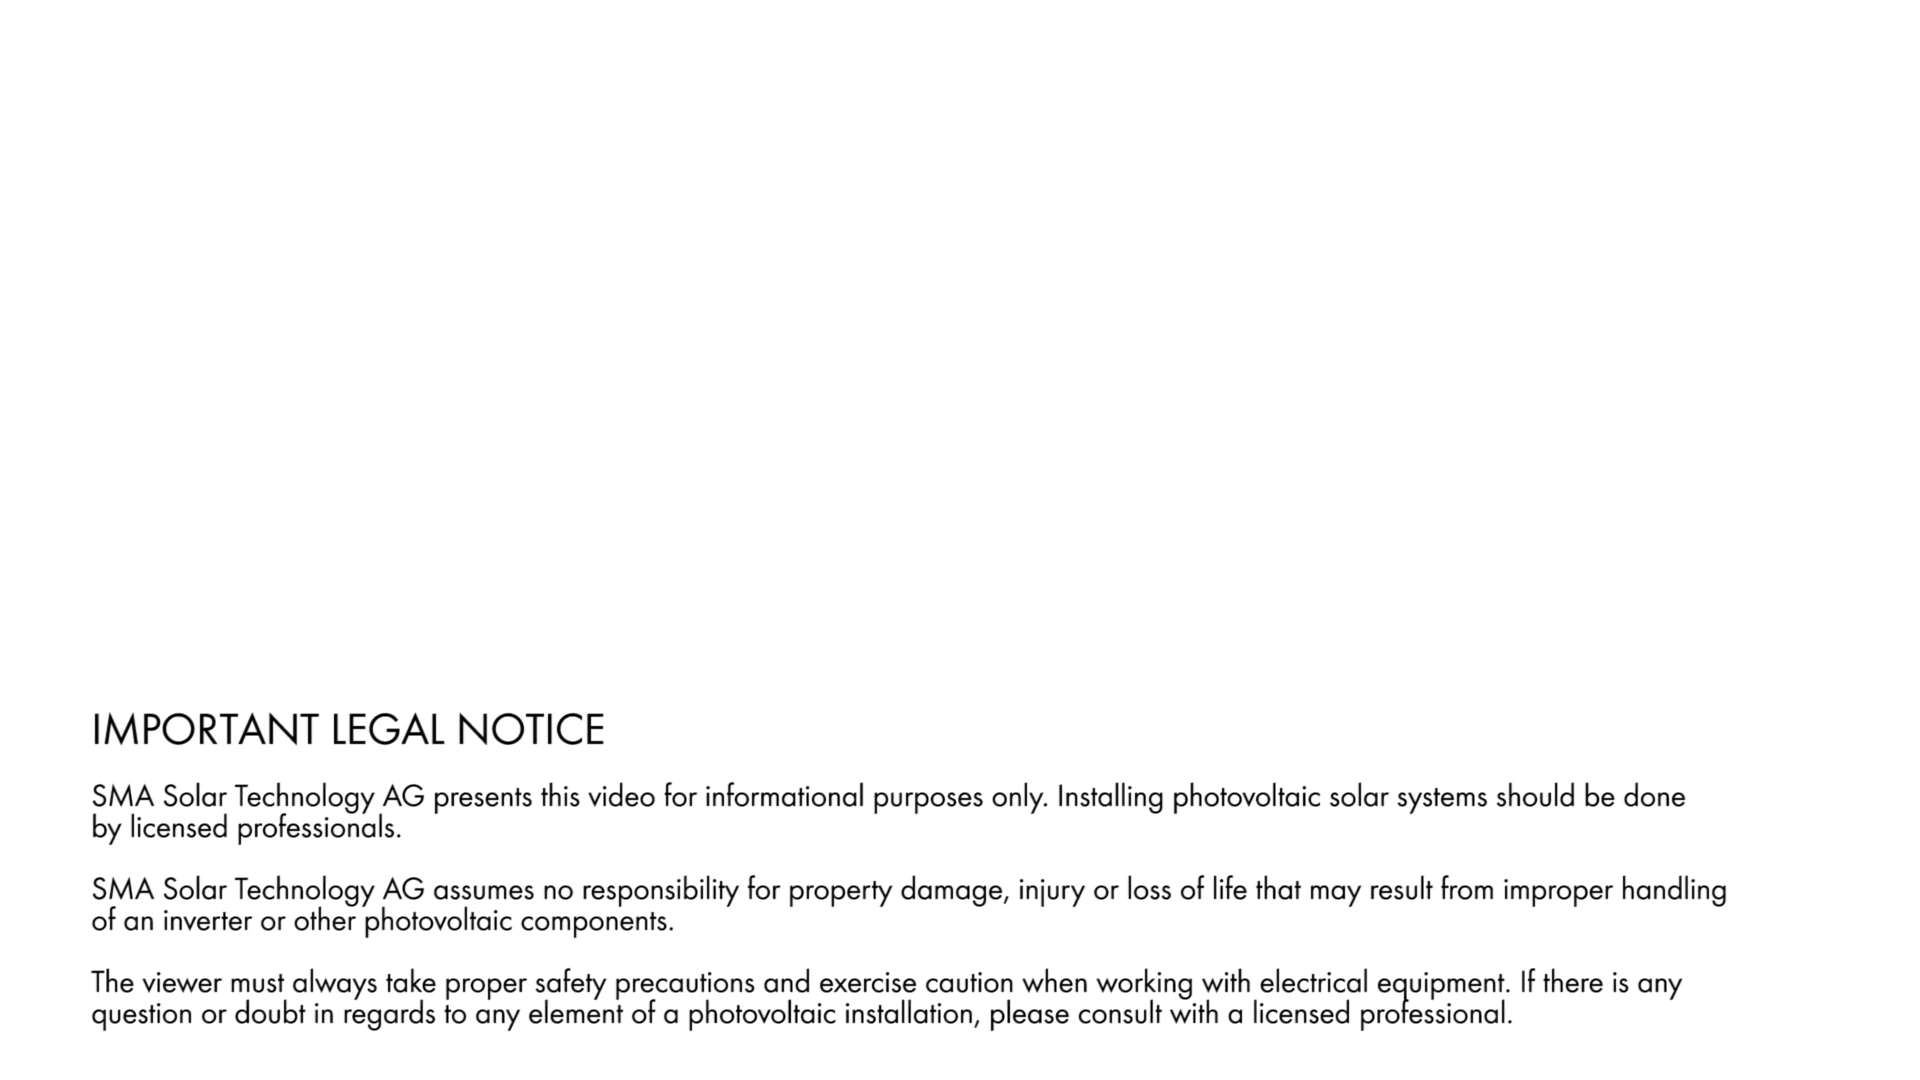 IMPORTANT LEGAL NOTICE
SMA Solar Technology AG presents this video for informational purposes only. Installing photovoltaic solar systems should be done
by licensed professionals.
SMA Solar Technology AG assumes no responsibility for property damage, injury or loss of life that may result from improper handling
of an inverter or other photovoltaic components.
The viewer must always take proper safety precautions and exercise caution when working with electrical equipment. If there is any
question or doubt in regards to any element of a photovoltaic installation, please consult with a licensed professional.